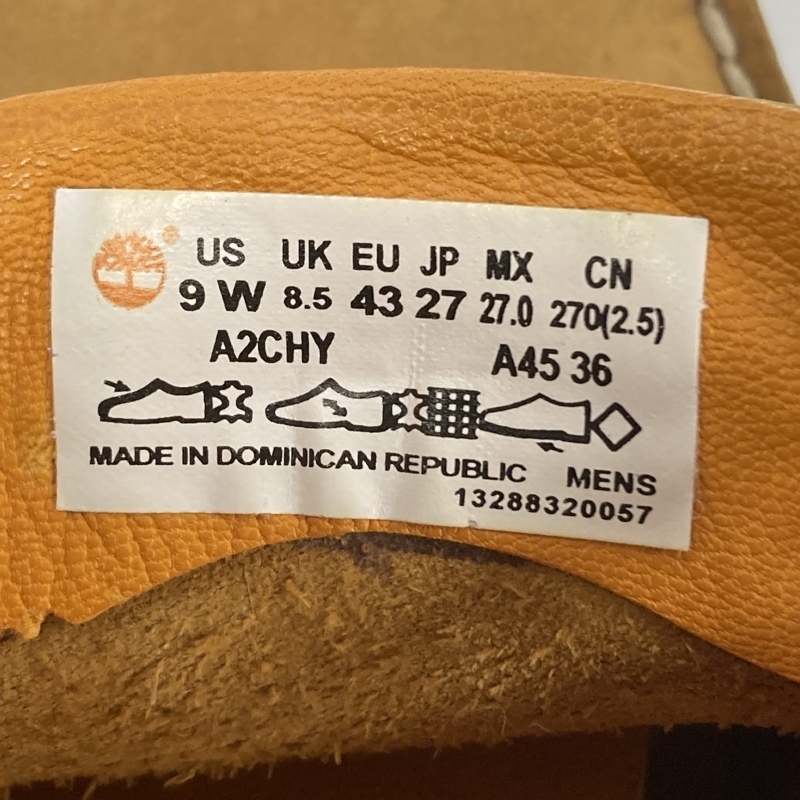 US UK EU JP MX CN
9 W 8.5 43 27 27.0 270(2.5)
A2CHY A45 36
MADE IN DOMINICAN REPUBLIC MENS
13288320057